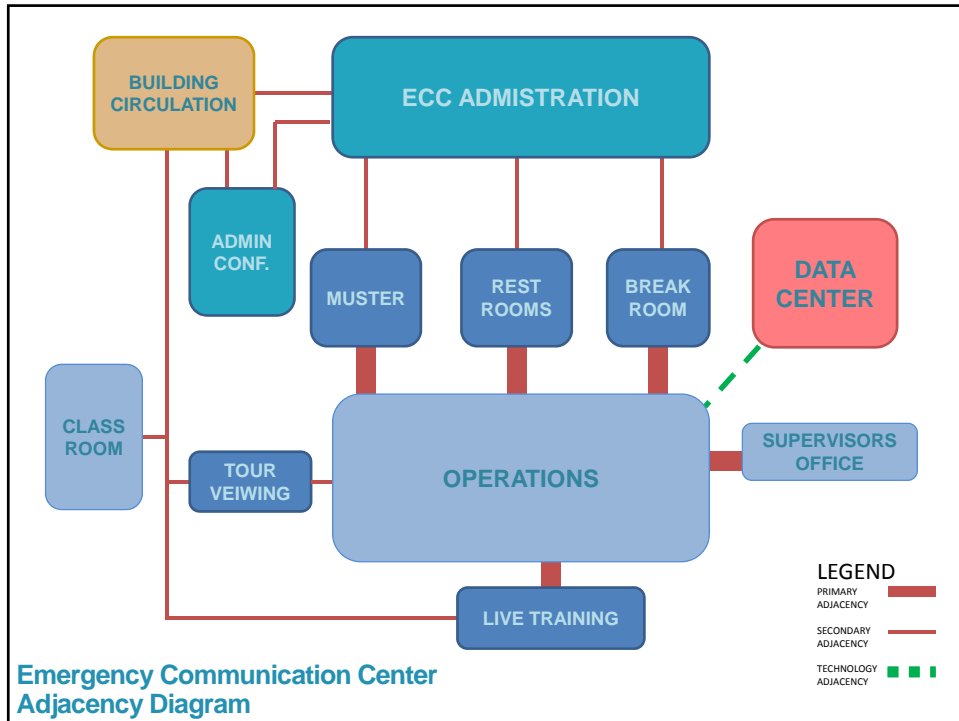 BUILDING
CIRCULATION
ECC ADMISTRATION
ADMIN
CONF.
MUSTER
REST
ROOMS
BREAK
ROOM
DATA
CENTER
CLASS
ROOM
TOUR
VEIWING
OPERATIONS
SUPERVISORS
OFFICE
LIVE TRAINING
LEGEND
PRIMARY
ADJACENCY
SECONDARY
ADJACENCY
TECHNOLOGY
ADJACENCY
Emergency Communication Center
Adjacency Diagram